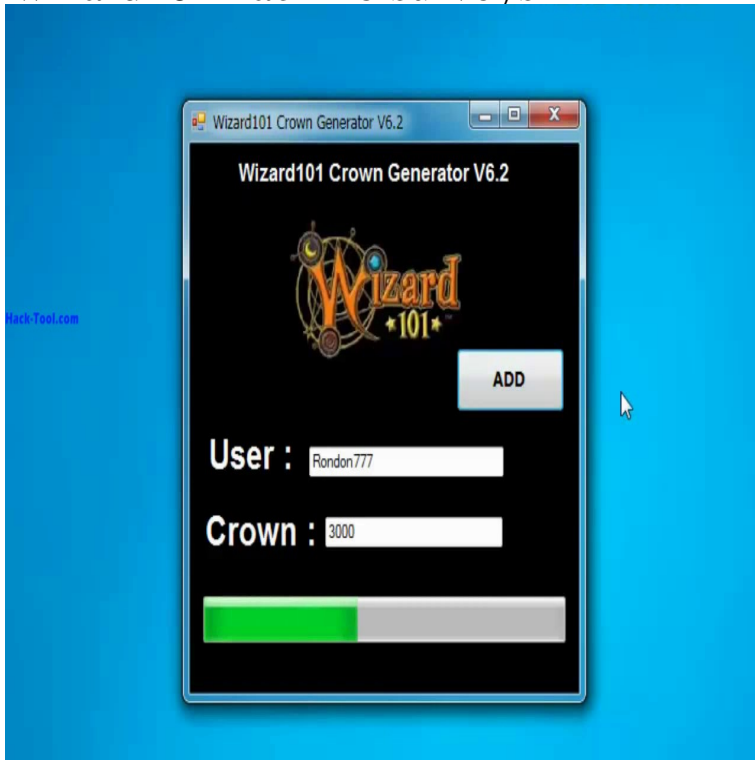 Wizard101 Crown Generator V6.2
X
Wizard101 Crown Generator V6.2
Wizard
101
Hack-Tool.com
ADD
User : Rondon777
Crown : 3000